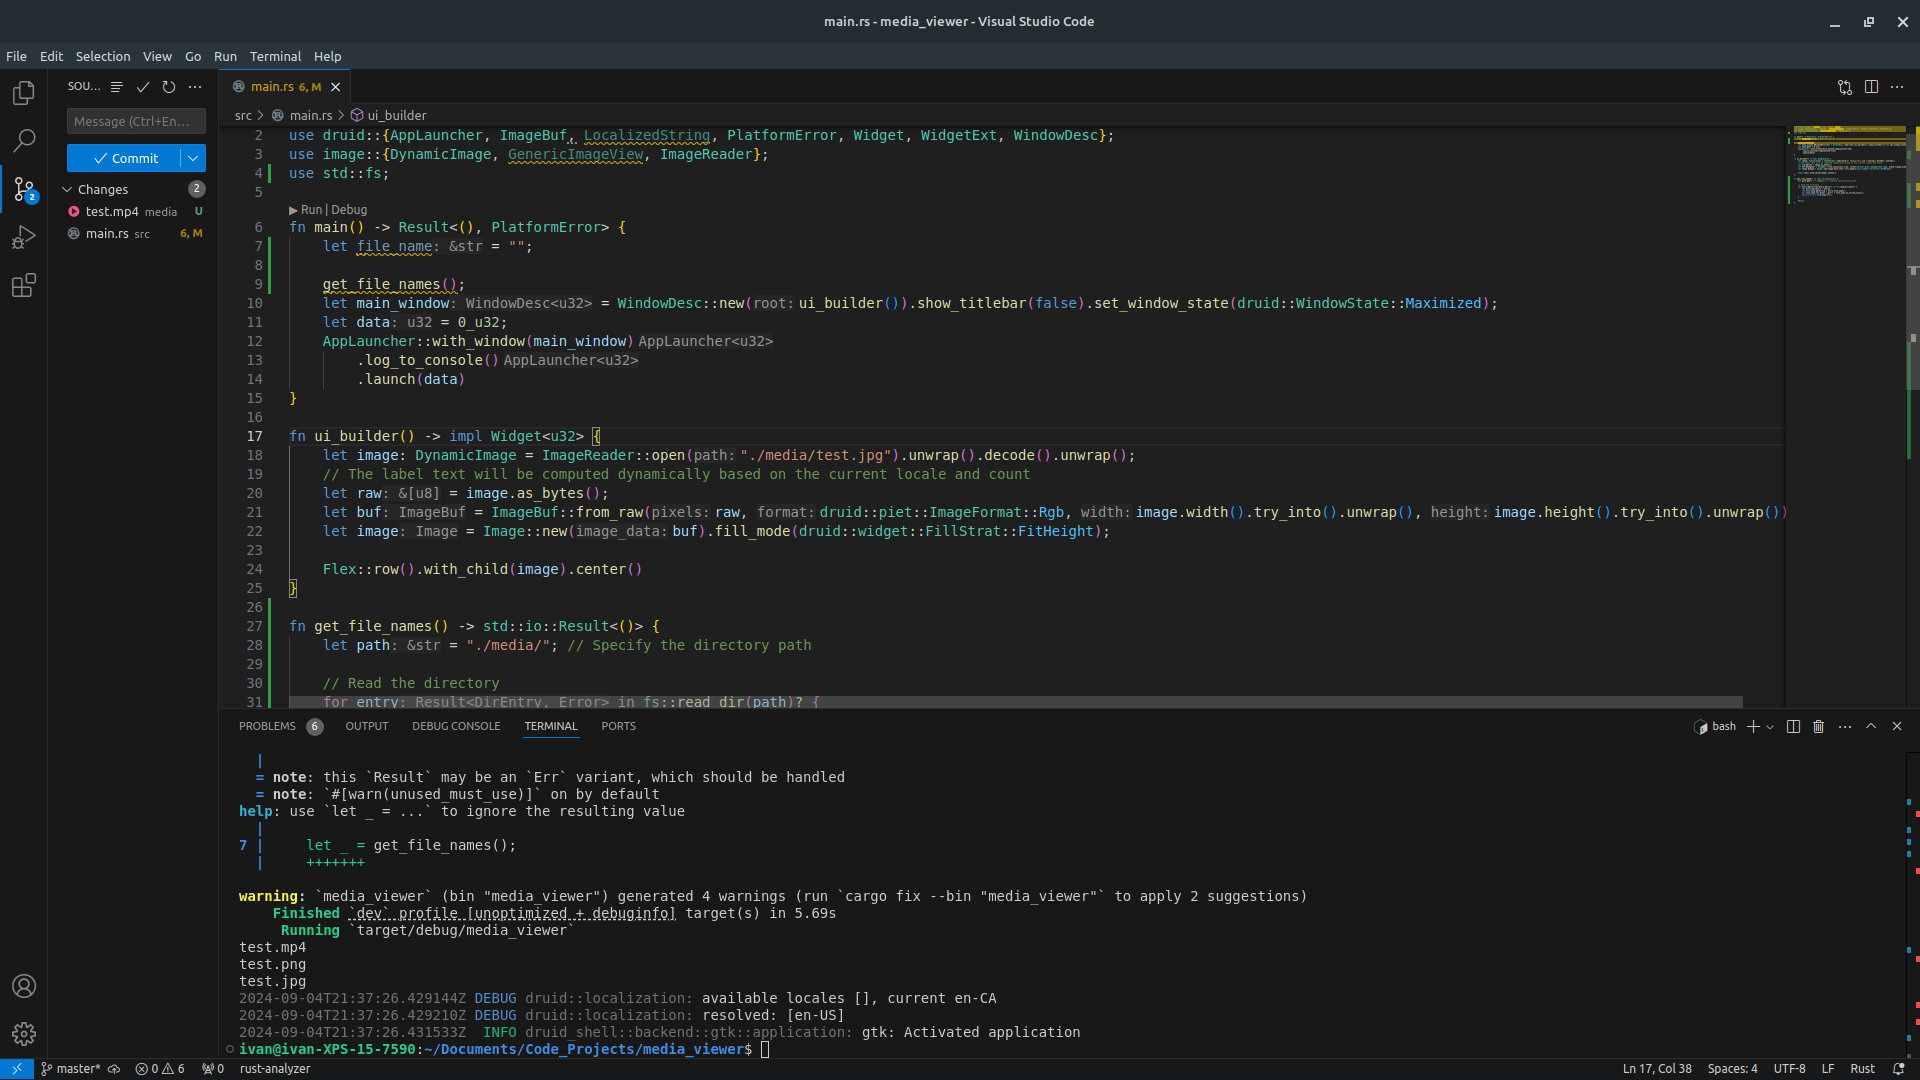 main.rs - media_viewer - Visual Studio Code
File Edit Selection View Go Run Terminal Help
SOU...
Message (Ctrl+En...
Commit
Changes 2
test.mp4 media U
main.rs src 6, M
2
main.rs 6, M
src > main.rs > ui_builder
2 use druid::{AppLauncher, ImageBuf, LocalizedString, PlatformError, Widget, WidgetExt, WindowDesc};
3 use image::{DynamicImage, GenericImageView, ImageReader};
4 use std::fs;
5
Run | Debug
6 fn main() -> Result<(), PlatformError> {
7 let file_name: &str = "";
8
9 get_file_names();
10 let main_window: WindowDesc<u32> = WindowDesc::new(root: ui_builder()).show_titlebar(false).set_window_state(druid::WindowState::Maximized);
11 let data: u32 = 0_u32;
12 AppLauncher::with_window(main_window) AppLauncher<u32>
13 .log_to_console() AppLauncher<u32>
14 .launch(data)
15 }
16
17 fn ui_builder() -> impl Widget<u32> {
18 let image: DynamicImage = ImageReader::open(path: "./media/test.jpg").unwrap().decode().unwrap();
19 // The label text will be computed dynamically based on the current locale and count
20 let raw: &[u8] = image.as_bytes();
21 let buf: ImageBuf = ImageBuf::from_raw(pixels: raw, format: druid::piet::ImageFormat::Rgb, width: image.width().try_into().unwrap(), height: image.height().try_into().unwrap())
22 let image: Image = Image::new(image_data: buf).fill_mode(druid::widget::FillStrat::FitHeight);
23
24 Flex::row().with_child(image).center()
25 }
26
27 fn get_file_names() -> std::io::Result<()> {
28 let path: &str = "./media/"; // Specify the directory path
29
30 // Read the directory
31 for entry: Result<DirEntry, Error> in fs::read_dir(path)? {
PROBLEMS 6 OUTPUT DEBUG CONSOLE TERMINAL PORTS bash
|
= note: this `Result` may be an `Err` variant, which should be handled
= note: `#[warn(unused_must_use)]` on by default
help: use `let _ = ...` to ignore the resulting value
|
7 | let _ = get_file_names();
| +++++++
warning: `media_viewer` (bin "media_viewer") generated 4 warnings (run `cargo fix --bin "media_viewer"` to apply 2 suggestions)
Finished `dev` profile [unoptimized + debuginfo] target(s) in 5.69s
Running `target/debug/media_viewer`
test.mp4
test.png
test.jpg
2024-09-04T21:37:26.429144Z DEBUG druid::localization: available locales [], current en-CA
2024-09-04T21:37:26.429210Z DEBUG druid::localization: resolved: [en-US]
2024-09-04T21:37:26.431533Z INFO druid_shell::backend::gtk::application: gtk: Activated application
ivan@ivan-XPS-15-7590:~/Documents/Code_Projects/media_viewer$
master* 0 6 0 rust-analyzer Ln 17, Col 38 Spaces: 4 UTF-8 LF Rust